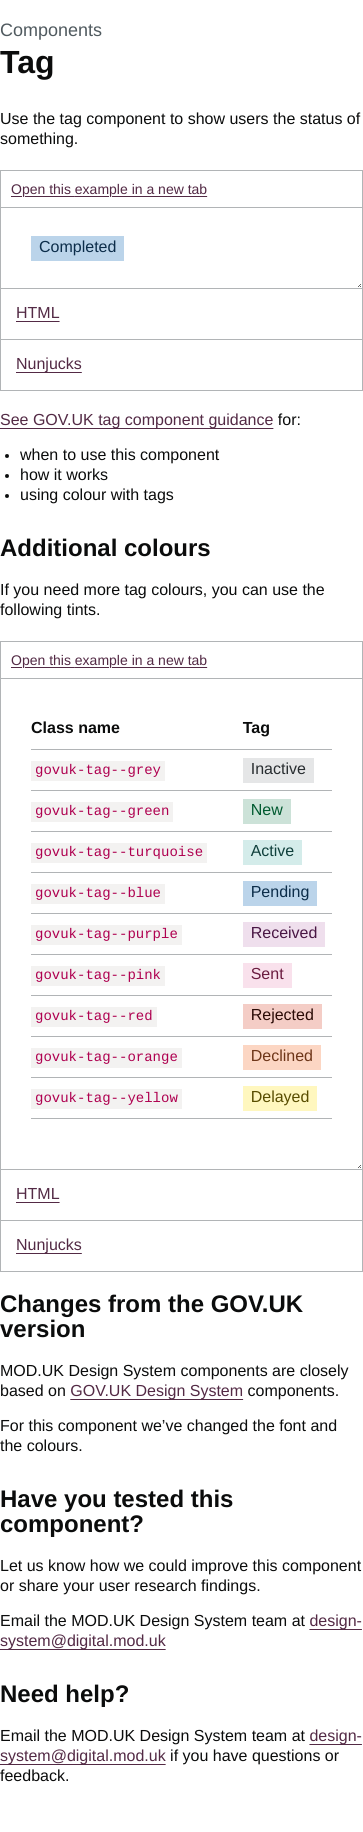 Components
Tag
Use the tag component to show users the status of
something.
Open this example in a new tab
Completed
HTML
Nunjucks
See GOV.UK tag component guidance for:
• when to use this component
• how it works
• using colour with tags
Additional colours
If you need more tag colours, you can use the
following tints.
Open this example in a new tab
Class name Tag
govuk-tag--grey Inactive
govuk-tag--green New
govuk-tag--turquoise Active
govuk-tag--blue Pending
govuk-tag--purple Received
govuk-tag--pink Sent
govuk-tag--red Rejected
govuk-tag--orange Declined
govuk-tag--yellow Delayed
HTML
Nunjucks
Changes from the GOV.UK
version
MOD.UK Design System components are closely
based on GOV.UK Design System components.
For this component we’ve changed the font and
the colours.
Have you tested this
component?
Let us know how we could improve this component
or share your user research findings.
Email the MOD.UK Design System team at design-
system@digital.mod.uk
Need help?
Email the MOD.UK Design System team at design-
system@digital.mod.uk if you have questions or
feedback.